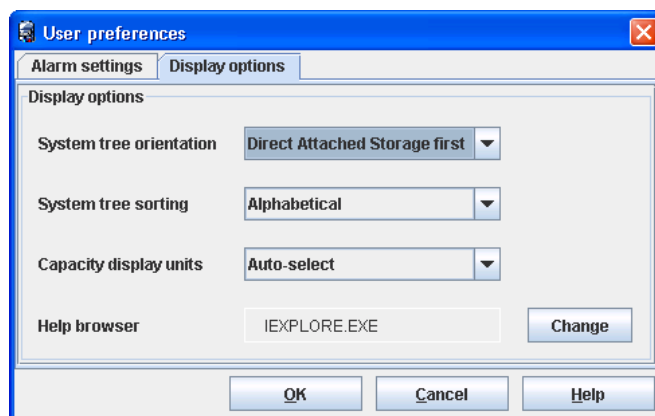 User preferences
Alarm settings Display options
Display options
System tree orientation Direct Attached Storage first
System tree sorting Alphabetical
Capacity display units Auto-select
Help browser IEXPLORE.EXE Change
OK Cancel Help